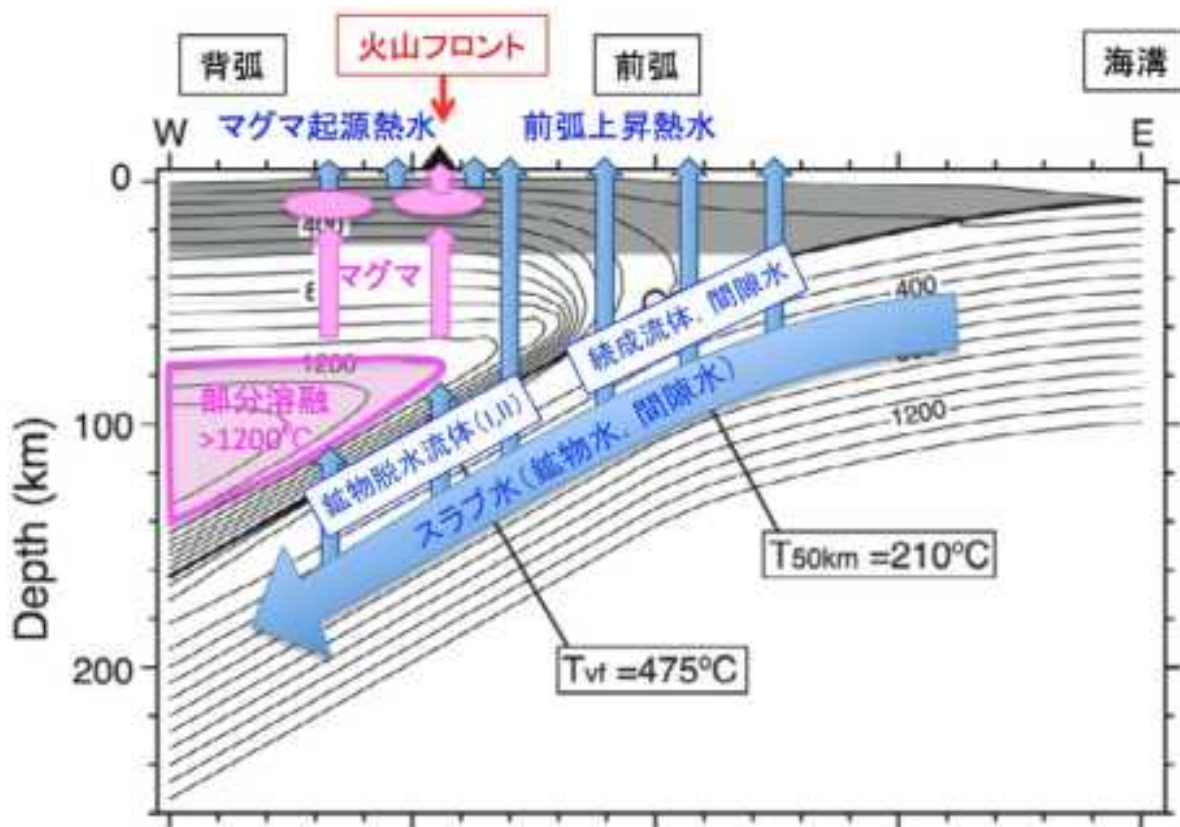 火山フロント
背弧
前弧
海溝
マグマ起源熱水
前弧上昇熱水
W
E
0
400
マグマ
8
400
続成流体, 間隙水
1200
部分溶融
>1200℃
100
1200
鉱物脱水流体(I,II)
スラブ水(鉱物水, 間隙水)
T50km =210℃
Tvf =475℃
200
Depth (km)